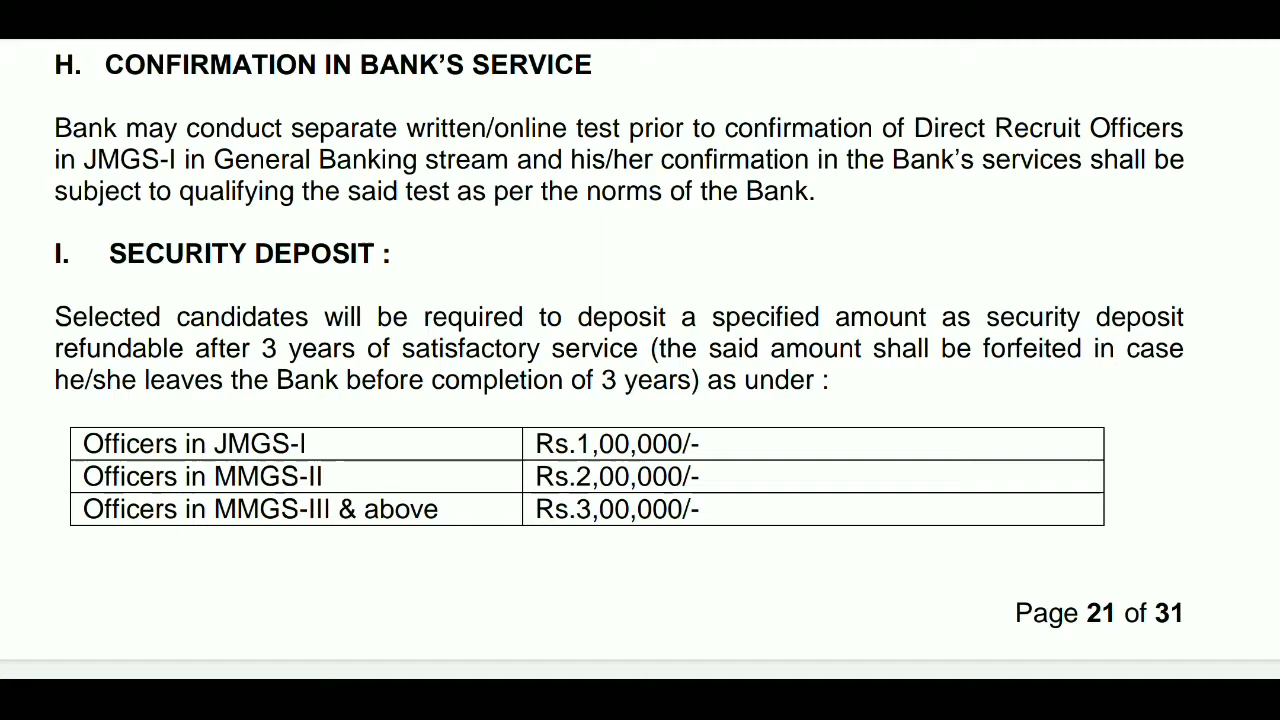 H. CONFIRMATION IN BANK’S SERVICE
Bank may conduct separate written/online test prior to confirmation of Direct Recruit Officers
in JMGS-I in General Banking stream and his/her confirmation in the Bank’s services shall be
subject to qualifying the said test as per the norms of the Bank.
I. SECURITY DEPOSIT :
Selected candidates will be required to deposit a specified amount as security deposit
refundable after 3 years of satisfactory service (the said amount shall be forfeited in case
he/she leaves the Bank before completion of 3 years) as under :
Officers in JMGS-I Rs.1,00,000/-
Officers in MMGS-II Rs.2,00,000/-
Officers in MMGS-III & above Rs.3,00,000/-
Page 21 of 31